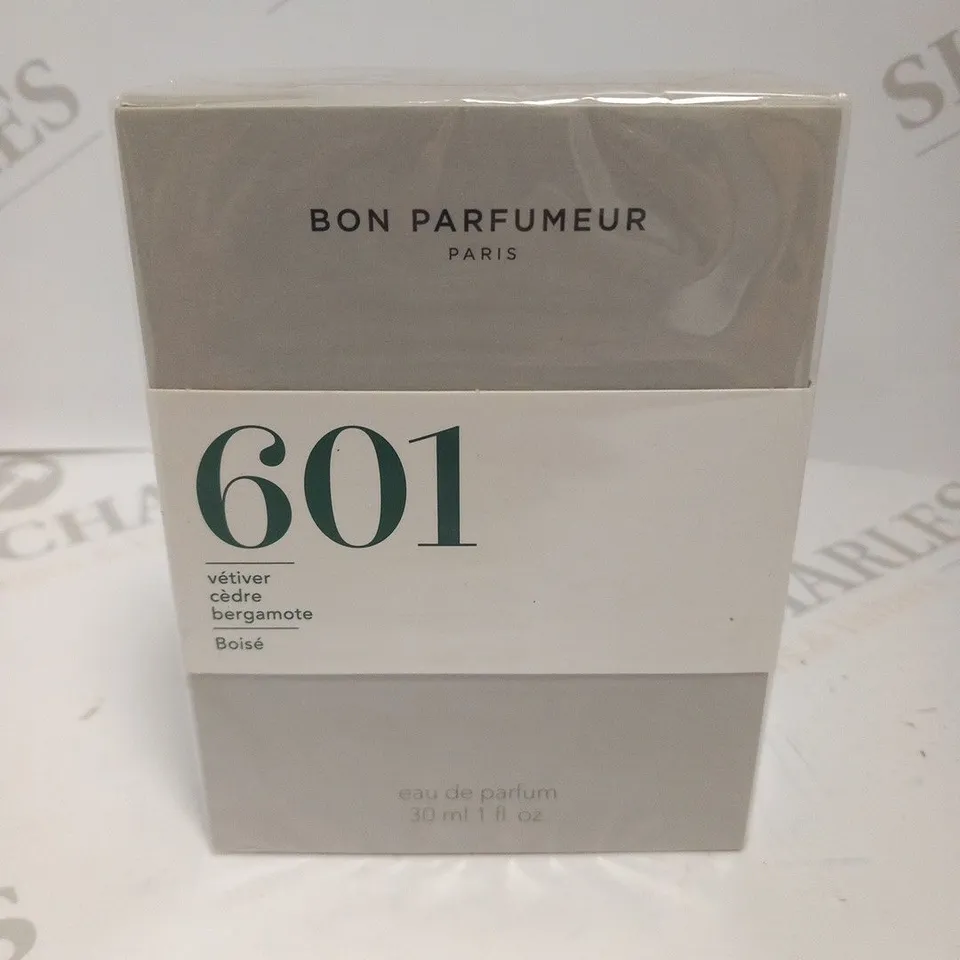 BON PARFUMEUR
PARIS
601
vétiver
cèdre
bergamote
Boisé
eau de parfum
30 ml 1 fl oz